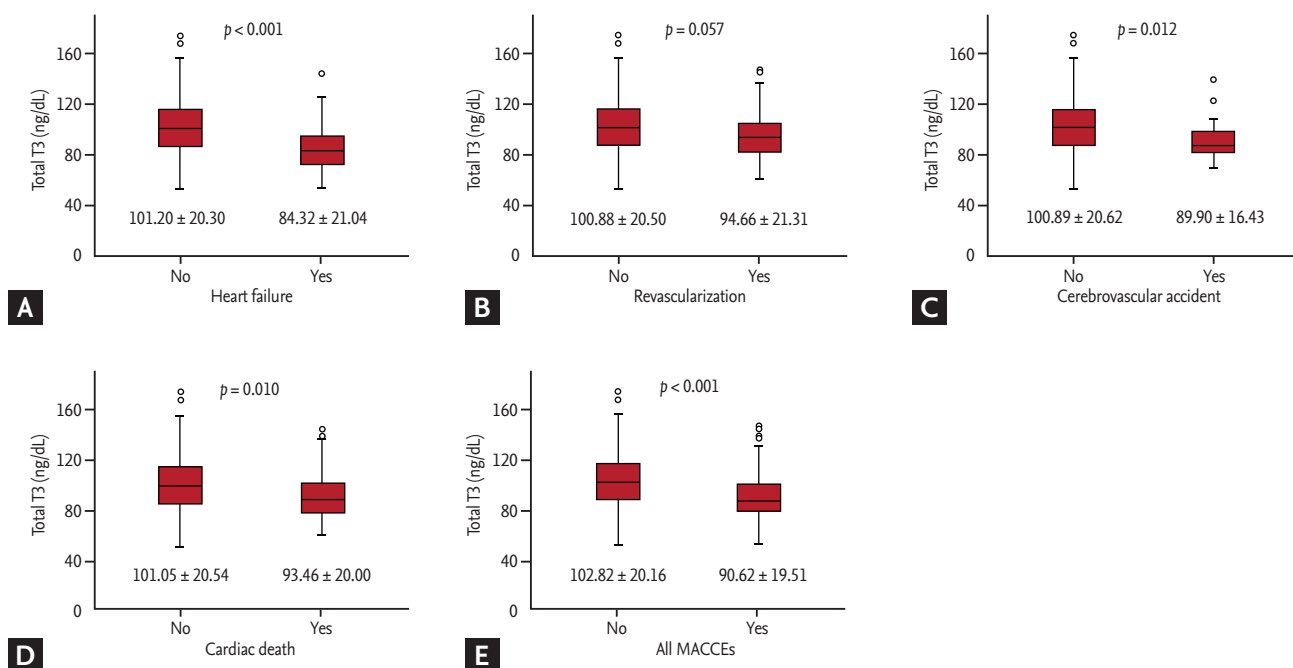 p < 0.001
160
120
80
40
0
Total T3 (ng/dL)
101.20 ± 20.30
84.32 ± 21.04
No
Yes
Heart failure
A
p = 0.057
160
120
80
40
0
Total T3 (ng/dL)
100.88 ± 20.50
94.66 ± 21.31
No
Yes
Revascularization
B
p = 0.012
160
120
80
40
0
Total T3 (ng/dL)
100.89 ± 20.62
89.90 ± 16.43
No
Yes
Cerebrovascular accident
C
p = 0.010
160
120
80
40
0
Total T3 (ng/dL)
101.05 ± 20.54
93.46 ± 20.00
No
Yes
Cardiac death
D
p < 0.001
160
120
80
40
0
Total T3 (ng/dL)
102.82 ± 20.16
90.62 ± 19.51
No
Yes
All MACCEs
E